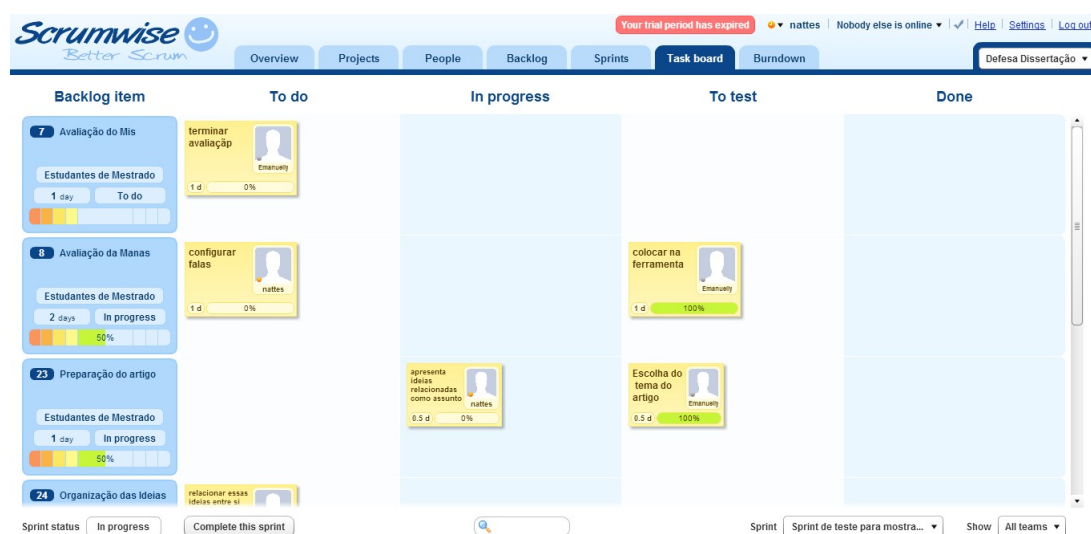 Scrumwise
Better Scrum
Your trial period has expired
nattes
Nobody else is online
Help
Settings
Log out
Overview
Projects
People
Backlog
Sprints
Task board
Burndown
Defesa Dissertação
Backlog item
To do
In progress
To test
Done
7 Avaliação do Mis
Estudantes de Mestrado
1 day
To do
terminar
avaliaçãp
Emanuelly
1 d
0%
8 Avaliação da Manas
Estudantes de Mestrado
2 days
In progress
50%
configurar
falas
nattes
1 d
0%
colocar na
ferramenta
Emanuelly
1 d
100%
23 Preparação do artigo
Estudantes de Mestrado
1 day
In progress
50%
apresenta
ideias
relacionadas
como assunto
nattes
0.5 d
0%
Escolha do
tema do
artigo
Emanuelly
0.5 d
100%
24 Organização das Ideias
relacionar essas
ideias entre si
Sprint status
In progress
Complete this sprint
Sprint
Sprint de teste para mostra...
Show
All teams